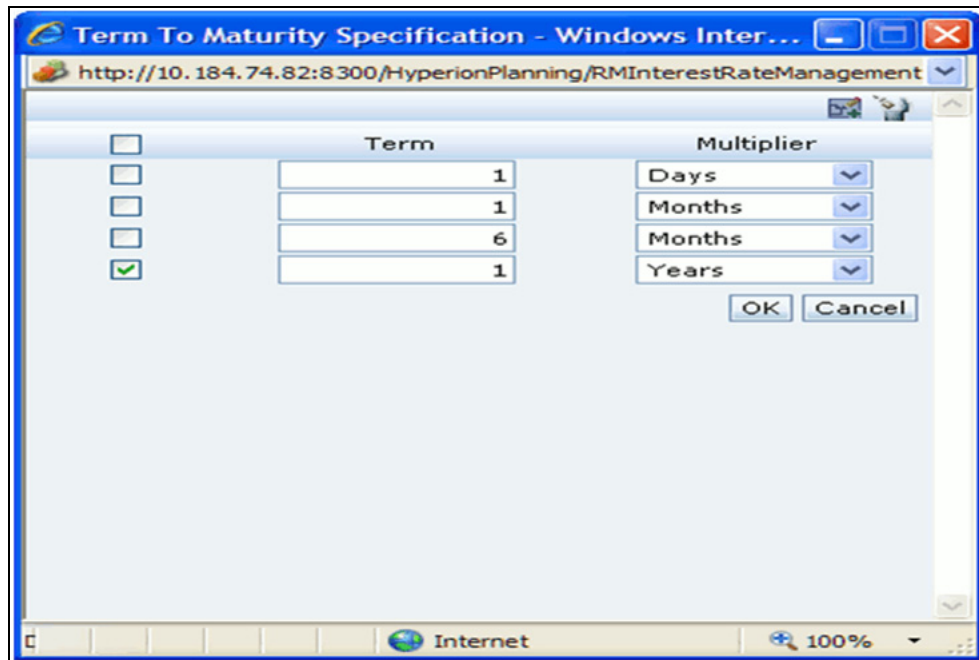 Term To Maturity Specification - Windows Inter...
http://10.184.74.82:8300/HyperionPlanning/RMInterestRateManagement
Term Multiplier
1 Days
1 Months
6 Months
1 Years
OK Cancel
Internet 100%